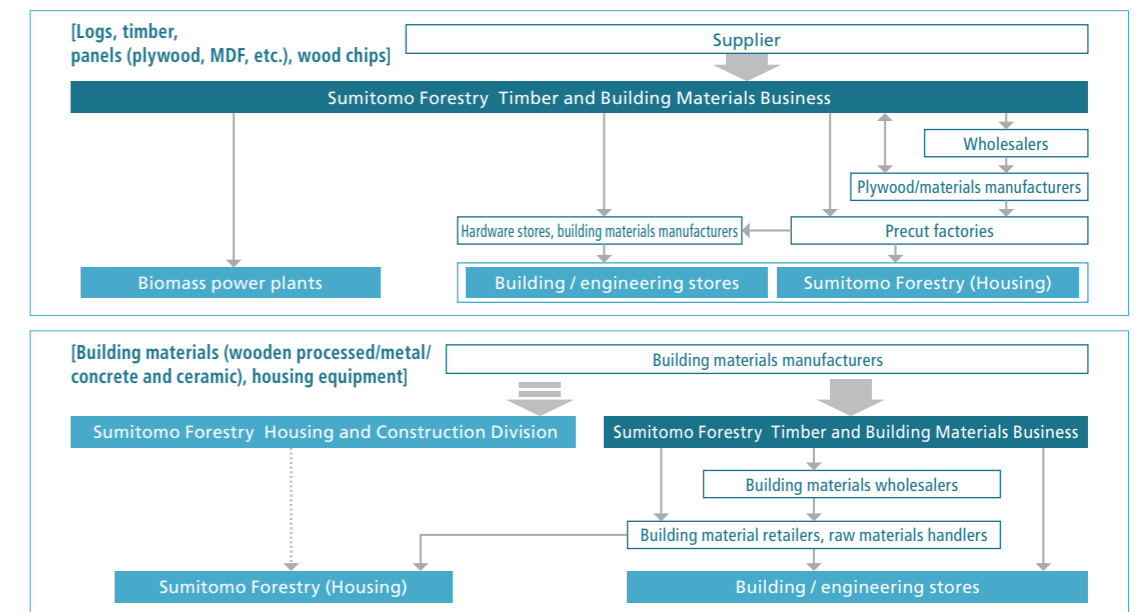 [Logs, timber,
panels (plywood, MDF, etc.), wood chips]
Supplier
Sumitomo Forestry Timber and Building Materials Business
Wholesalers
Plywood/materials manufacturers
Hardware stores, building materials manufacturers
Precut factories
Biomass power plants
Building / engineering stores
Sumitomo Forestry (Housing)
[Building materials (wooden processed/metal/
concrete and ceramic), housing equipment]
Building materials manufacturers
Sumitomo Forestry Housing and Construction Division
Sumitomo Forestry Timber and Building Materials Business
Building materials wholesalers
Building material retailers, raw materials handlers
Sumitomo Forestry (Housing)
Building / engineering stores